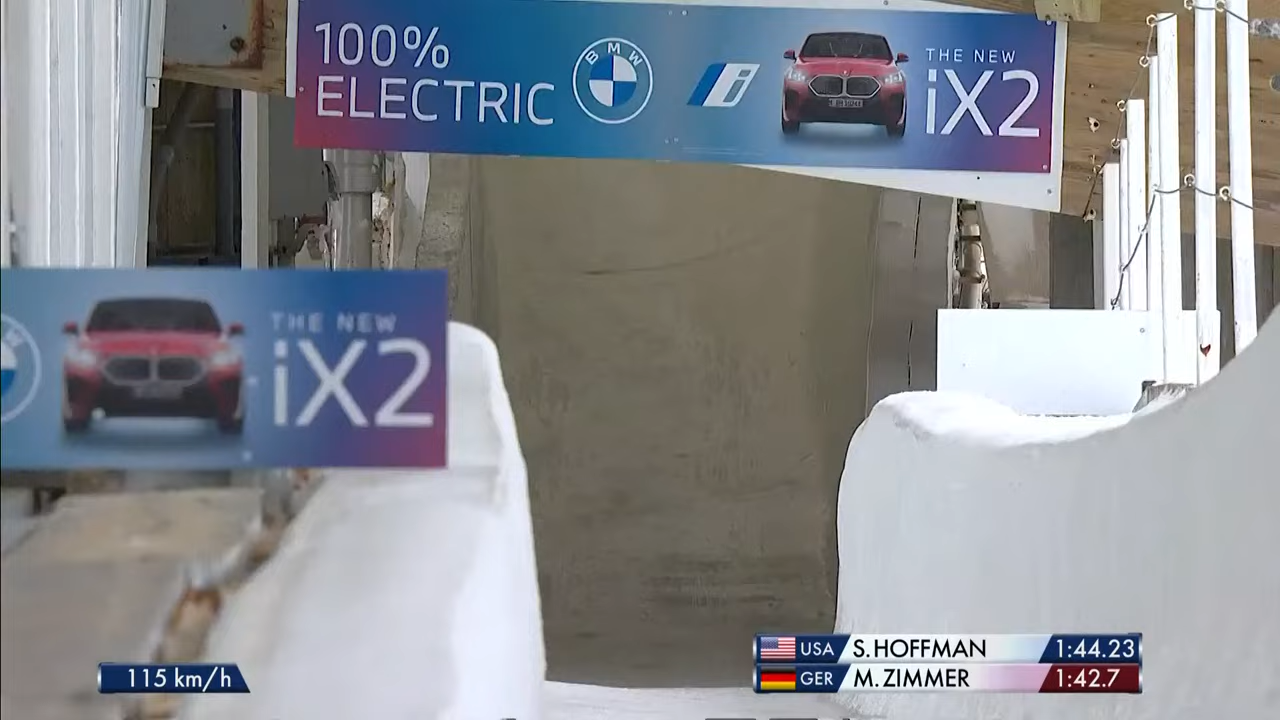 100%
ELECTRIC
BMW
i
THE NEW
iX2
THE NEW
iX2
USA S. HOFFMAN 1:44.23
GER M. ZIMMER 1:42.7
115 km/h